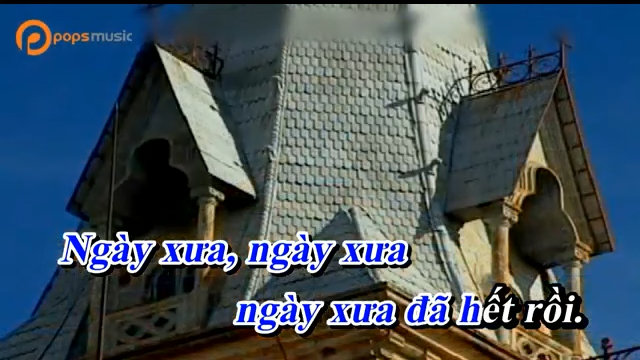 popsmusic
Ngày xưa, ngày xưa
ngày xưa đã hết rồi.